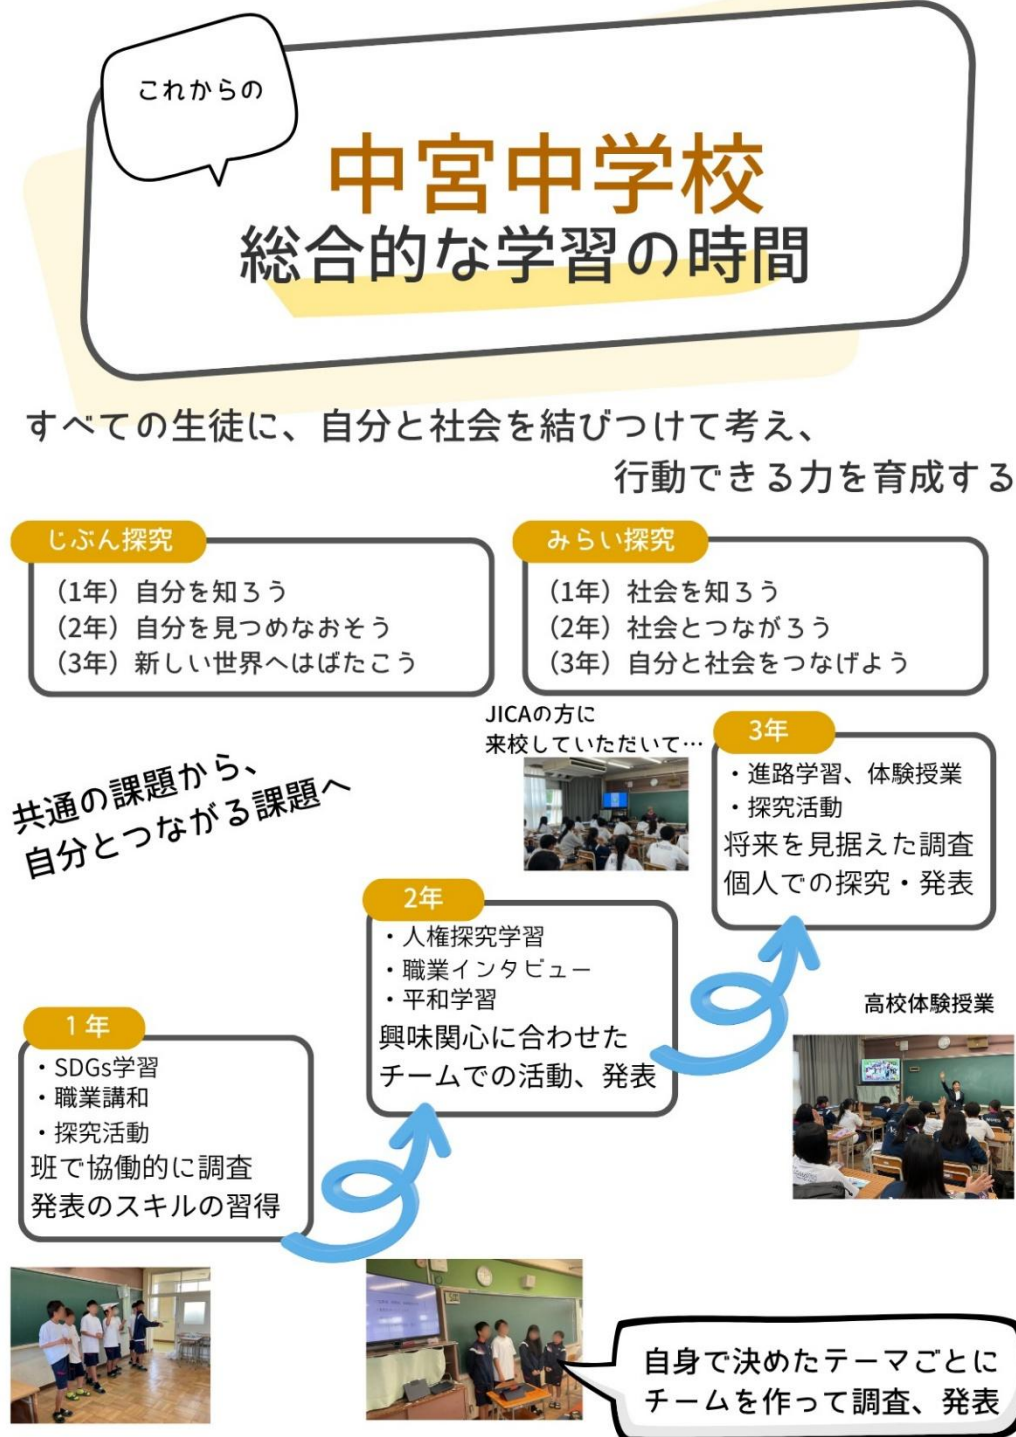 これからの
中宮中学校
総合的な学習の時間
すべての生徒に、自分と社会を結びつけて考え、
行動できる力を育成する
じぶん探究
（1年）自分を知ろう
（2年）自分を見つめなおそう
（3年）新しい世界へはばたこう
みらい探究
（1年）社会を知ろう
（2年）社会とつながろう
（3年）自分と社会をつなげよう
共通の課題から、
自分とつながる課題へ
JICAの方に
来校していただいて…
3年
・進路学習、体験授業
・探究活動
将来を見据えた調査
個人での探究・発表
2年
・人権探究学習
・職業インタビュー
・平和学習
興味関心に合わせた
チームでの活動、発表
高校体験授業
1年
・SDGs学習
・職業講和
・探究活動
班で協働的に調査
発表のスキルの習得
自身で決めたテーマごとに
チームを作って調査、発表